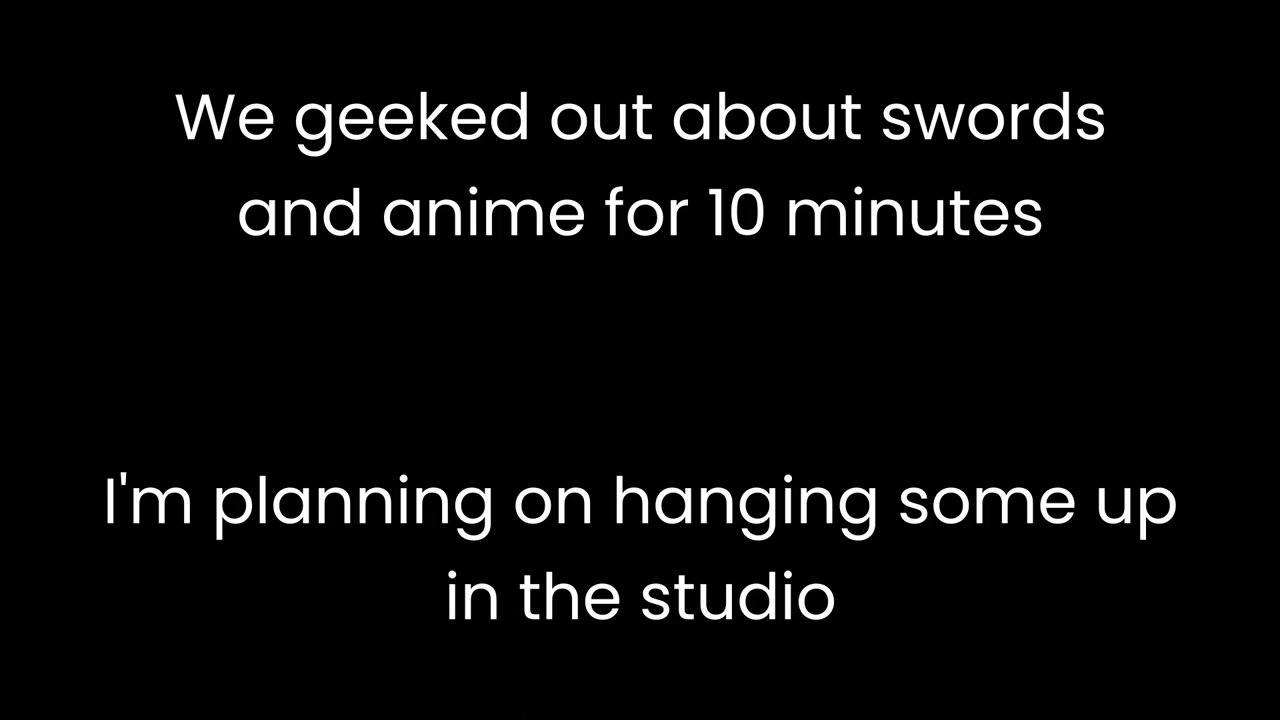 We geeked out about swords
and anime for 10 minutes
I'm planning on hanging some up
in the studio